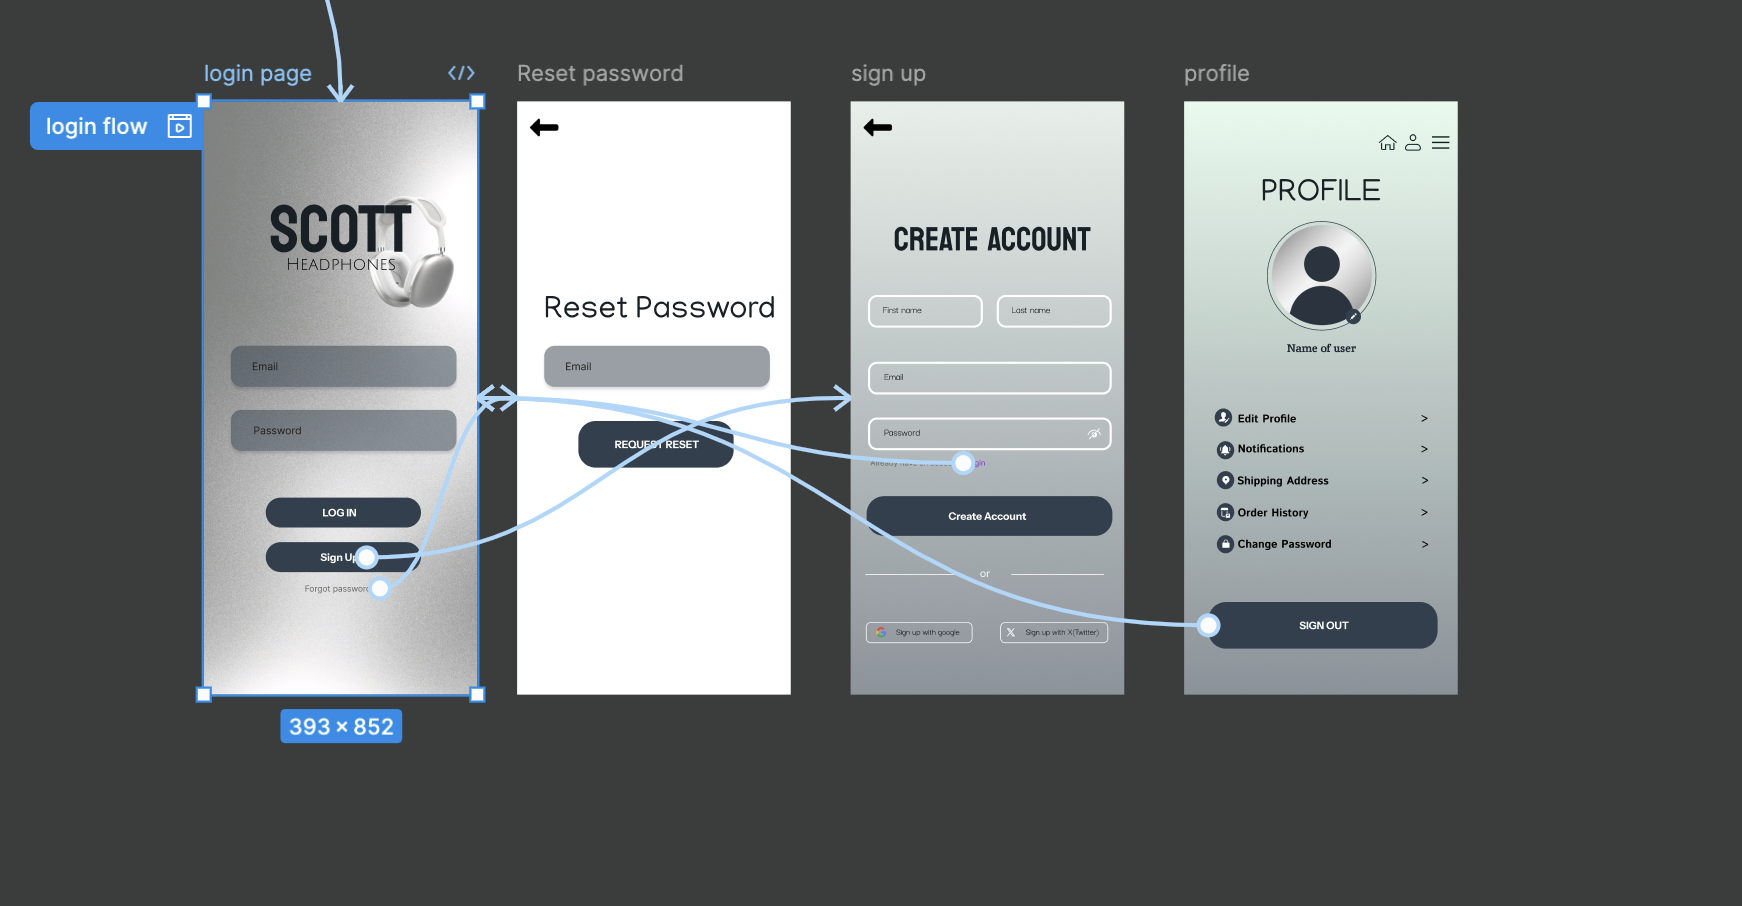 login page
</>
Reset password
sign up
profile
login flow
SCOTT
HEADPHONES
Email
Password
LOG IN
Sign Up
Forgot password
393 × 852
Reset Password
Email
REQUEST RESET
CREATE ACCOUNT
First name
Last name
Email
Password
Already have
Create Account
or
Sign up with google
X
Sign up with X(Twitter)
PROFILE
Name of user
Edit Profile >
Notifications >
Shipping Address >
Order History >
Change Password >
SIGN OUT